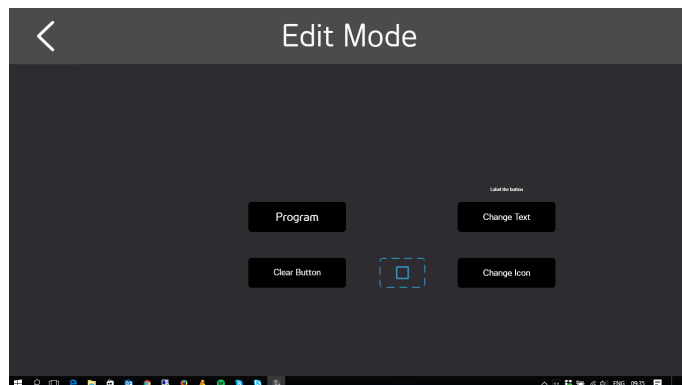 Edit Mode
Label the button
Program
Change Text
Clear Button
Change Icon
ENG
09:35